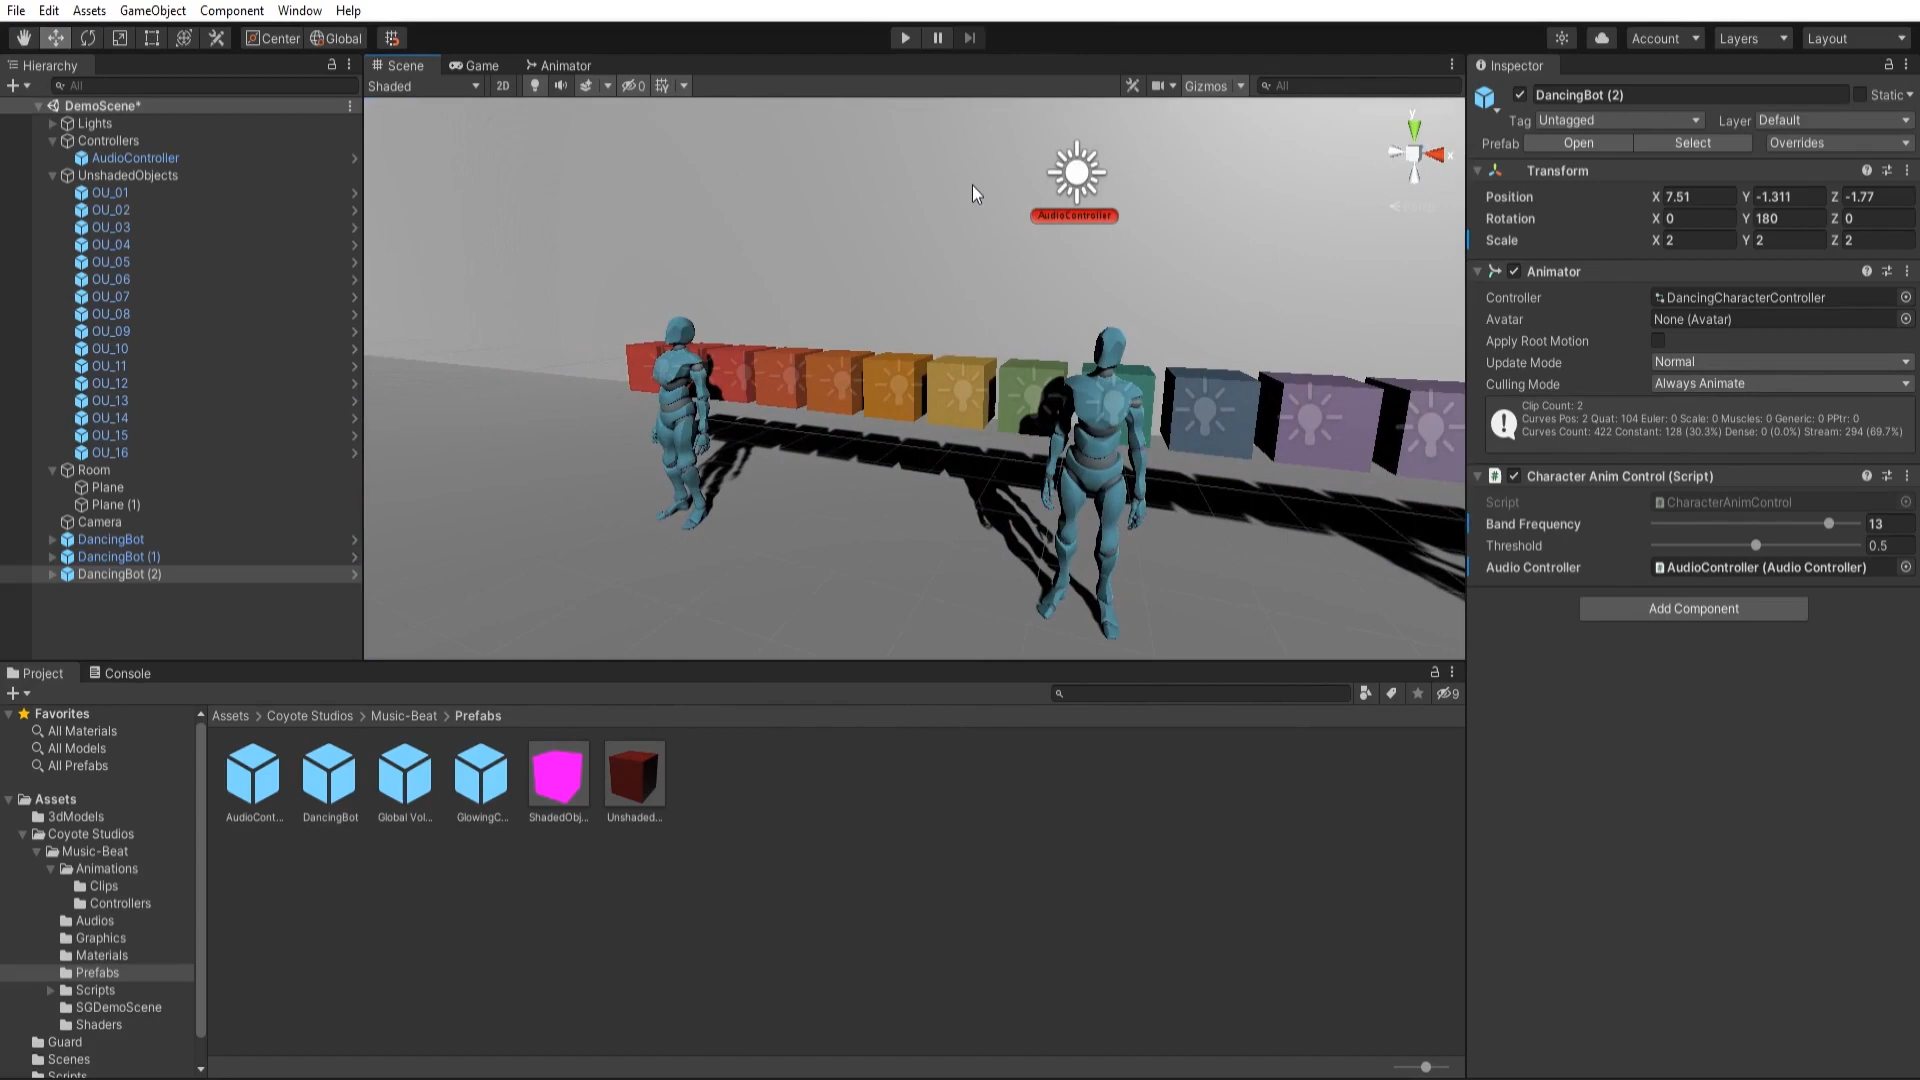 File Edit Assets GameObject Component Window Help
Center Global
Account Layers Layout
Hierarchy
All
DemoScene*
Lights
Controllers
AudioController
UnshadedObjects
OU_01
OU_02
OU_03
OU_04
OU_05
OU_06
OU_07
OU_08
OU_09
OU_10
OU_11
OU_12
OU_13
OU_14
OU_15
OU_16
Room
Plane
Plane (1)
Camera
DancingBot
DancingBot (1)
DancingBot (2)
Scene Game Animator
Shaded 2D 0 Gizmos All
y
x
AudioController
Inspector
DancingBot (2) Static
Tag Untagged Layer Default
Prefab Open Select Overrides
Transform
Position X 7.51 Y -1.311 Z -1.77
Rotation X 0 Y 180 Z 0
Scale X 2 Y 2 Z 2
Animator
Controller DancingCharacterController
Avatar None (Avatar)
Apply Root Motion
Update Mode Normal
Culling Mode Always Animate
Clip Count: 2
Curves Pos: 2 Quat: 104 Euler: 0 Scale: 0 Muscles: 0 Generic: 0 PPtr: 0
Curves Count: 422 Constant: 128 (30.3%) Dense: 0 (0.0%) Stream: 294 (69.7%)
Character Anim Control (Script)
Script CharacterAnimControl
Band Frequency 13
Threshold 0.5
Audio Controller AudioController (Audio Controller)
Add Component
Project Console
9
Favorites
All Materials
All Models
All Prefabs
Assets
3dModels
Coyote Studios
Music-Beat
Animations
Clips
Controllers
Audios
Graphics
Materials
Prefabs
Scripts
SGDemoScene
Shaders
Guard
Scenes
Scripts
Assets > Coyote Studios > Music-Beat > Prefabs
AudioCont... DancingBot Global Vol... GlowingC... ShadedObj... Unshaded...